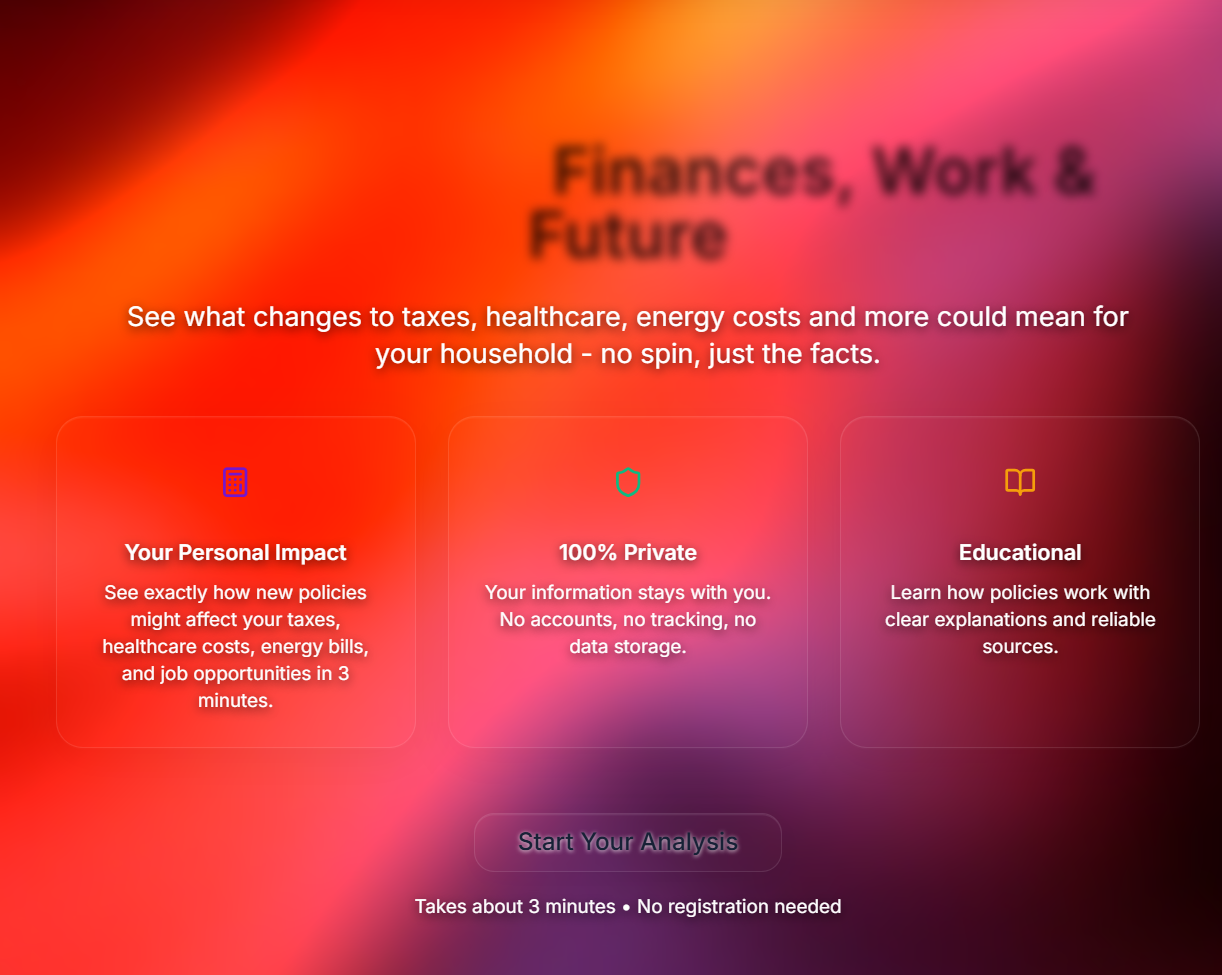 Finances, Work &
Future
See what changes to taxes, healthcare, energy costs and more could mean for
your household - no spin, just the facts.
Your Personal Impact
See exactly how new policies
might affect your taxes,
healthcare costs, energy bills,
and job opportunities in 3
minutes.
100% Private
Your information stays with you.
No accounts, no tracking, no
data storage.
Educational
Learn how policies work with
clear explanations and reliable
sources.
Start Your Analysis
Takes about 3 minutes • No registration needed